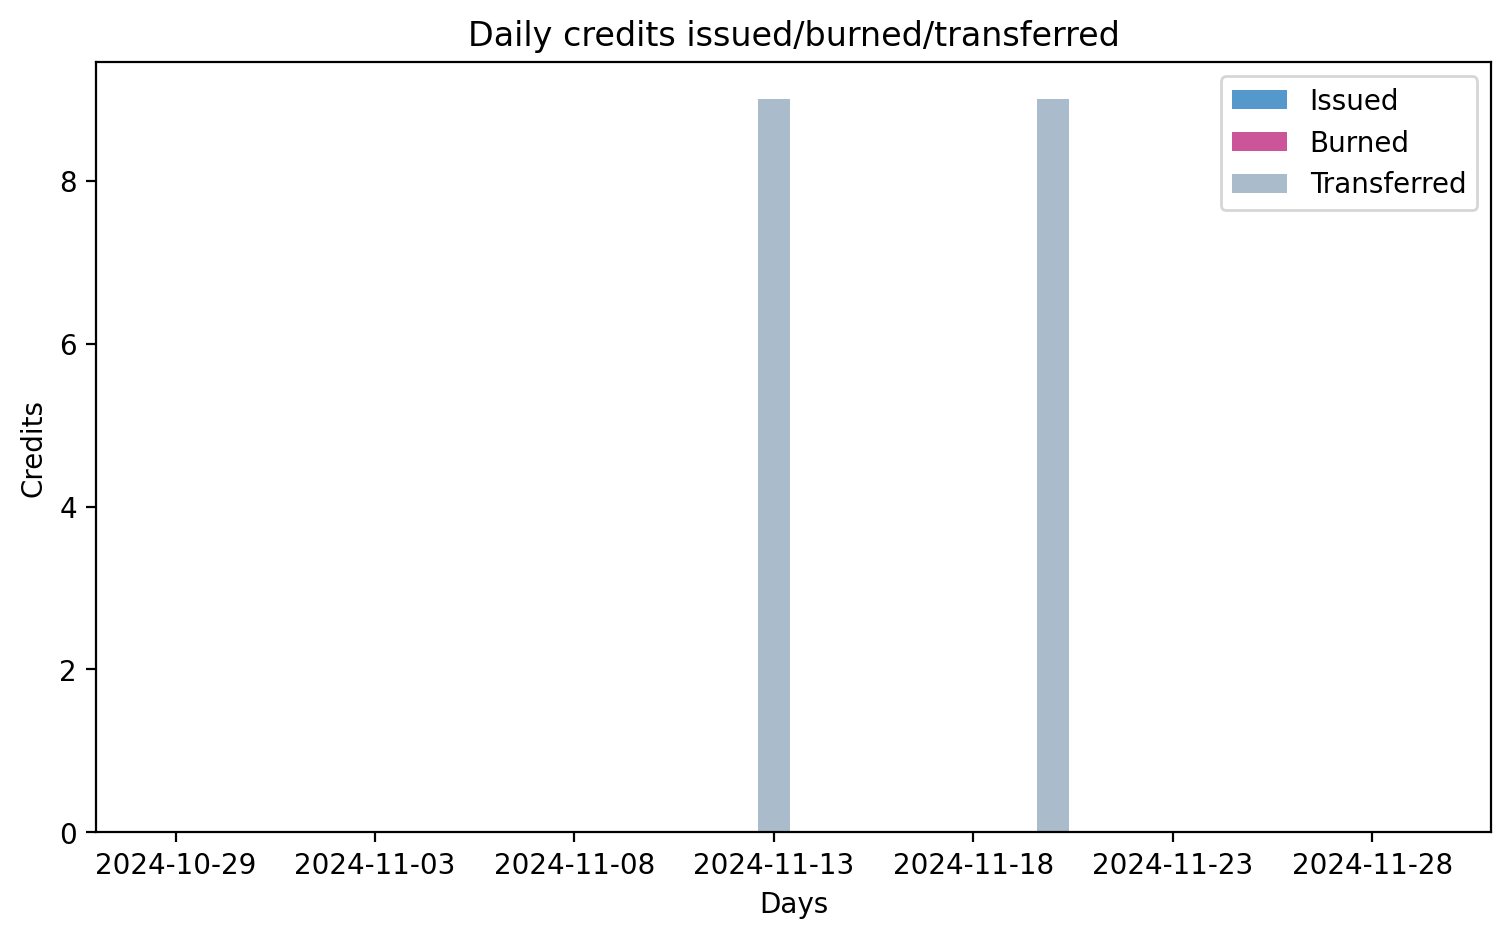 Daily credits issued/burned/transferred
Issued
Burned
Transferred
8
6
4
2
0
Credits
2024-10-29 2024-11-03 2024-11-08 2024-11-13 2024-11-18 2024-11-23 2024-11-28
Days